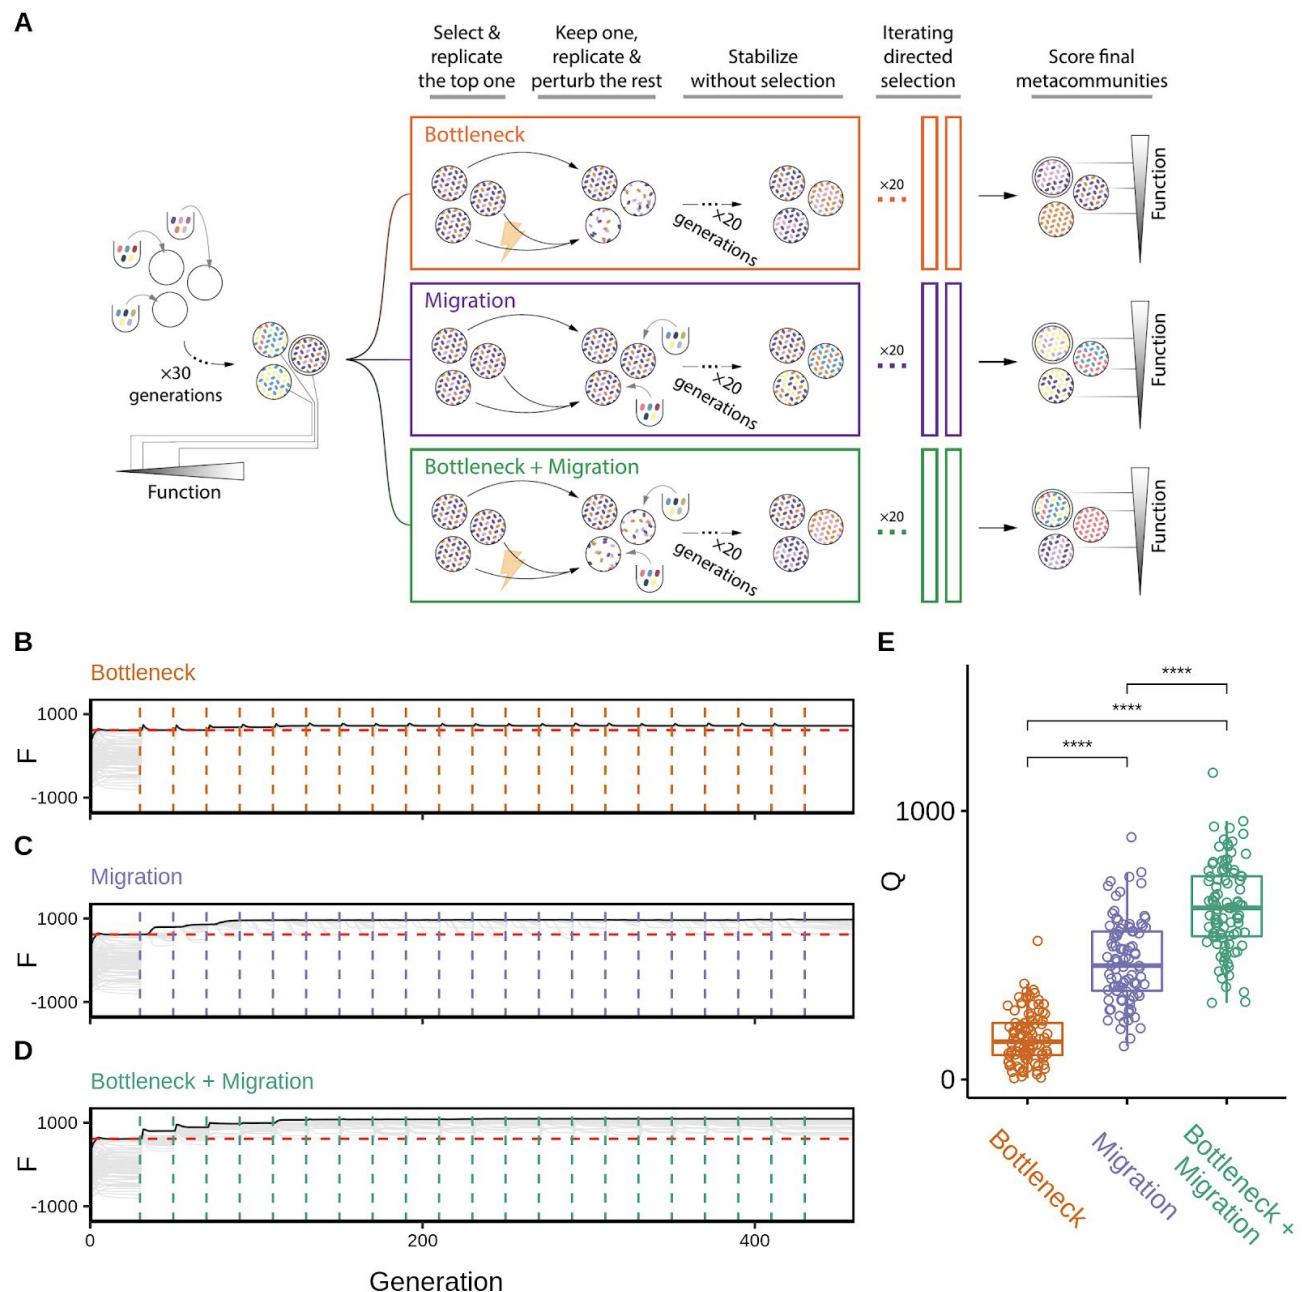 A
Select &
replicate
the top one
Keep one,
replicate &
perturb the rest
Stabilize
without selection
Iterating
directed
selection
Score final
metacommunities
×30
generations
Function
Bottleneck
×20
generations
×20
Function
Migration
×20
generations
×20
Function
Bottleneck + Migration
×20
generations
×20
Function
B
Bottleneck
1000
F
-1000
0
200
400
C
Migration
1000
F
-1000
D
Bottleneck + Migration
1000
F
-1000
0
200
400
Generation
E
****
****
****
1000
Q
0
Bottleneck
Migration
Bottleneck +
Migration